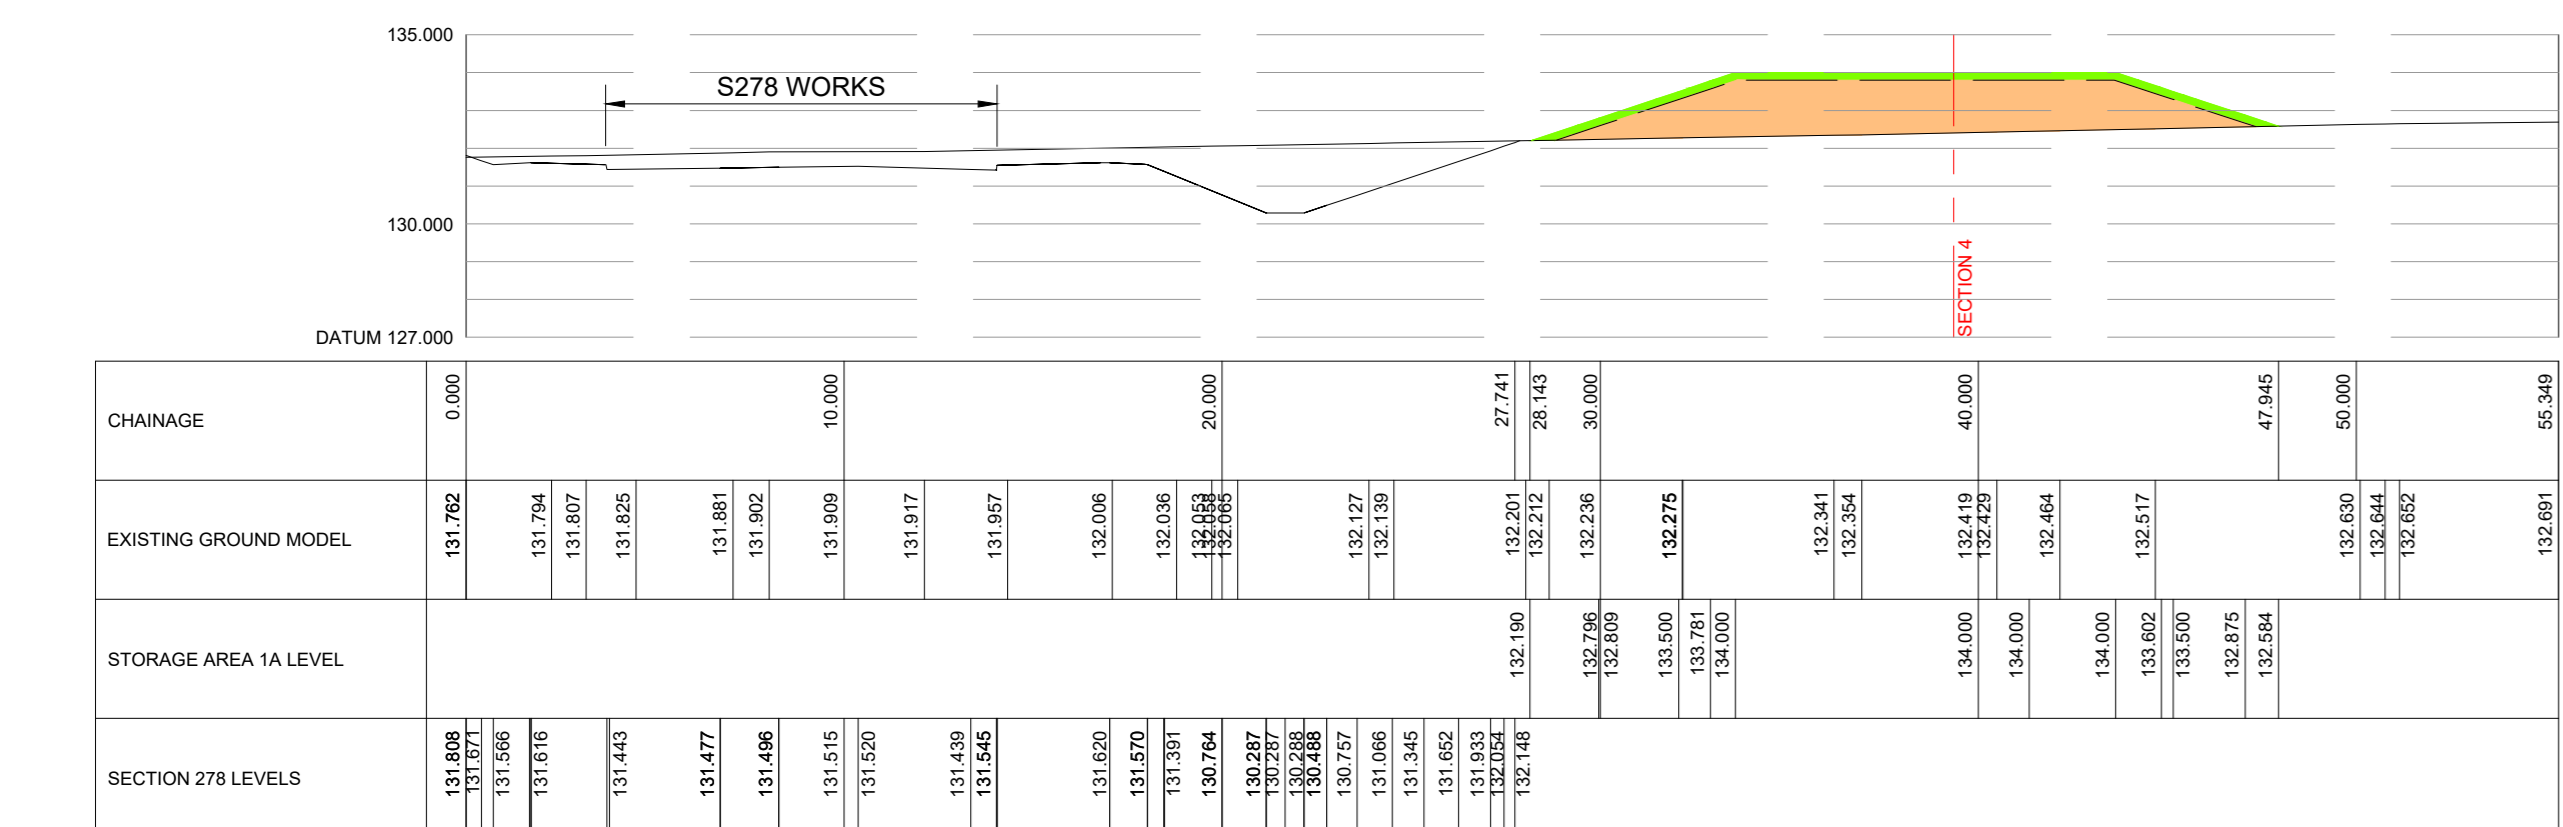 135.000
S278 WORKS
130.000
SECTION 4
DATUM 127.000
CHAINAGE 0.000 10.000 20.000 27.741 28.143 30.000 40.000 47.945 50.000 55.349
EXISTING GROUND MODEL 131.762 131.794 131.807 131.825 131.881 131.902 131.909 131.917 131.957 132.006 132.036 132.053 132.058 132.065 132.127 132.139 132.201 132.212 132.236 132.275 132.341 132.354 132.419 132.429 132.464 132.517 132.630 132.644 132.652 132.691
STORAGE AREA 1A LEVEL 132.190 132.796 132.809 133.500 133.781 134.000 134.000 134.000 134.000 133.602 133.500 132.875 132.584
SECTION 278 LEVELS 131.808 131.671 131.566 131.616 131.443 131.477 131.496 131.515 131.520 131.439 131.545 131.620 131.570 131.391 130.764 130.287 130.287 130.288 130.488 130.757 131.066 131.345 131.652 131.933 132.054 132.148